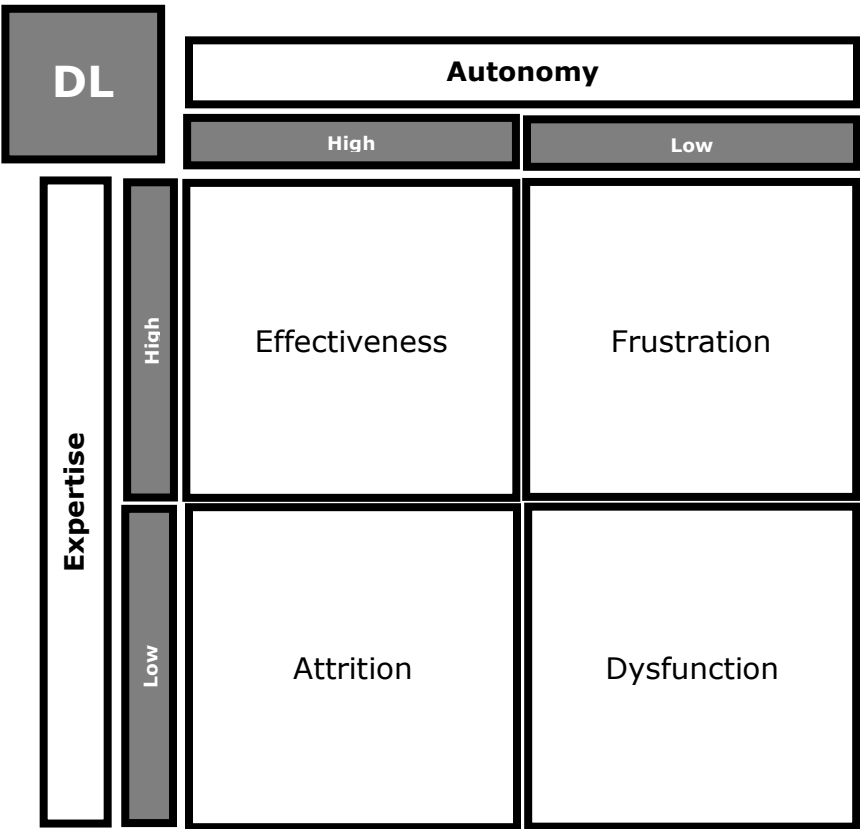 DL
Autonomy
High
Low
Expertise
High
Effectiveness
Frustration
Low
Attrition
Dysfunction